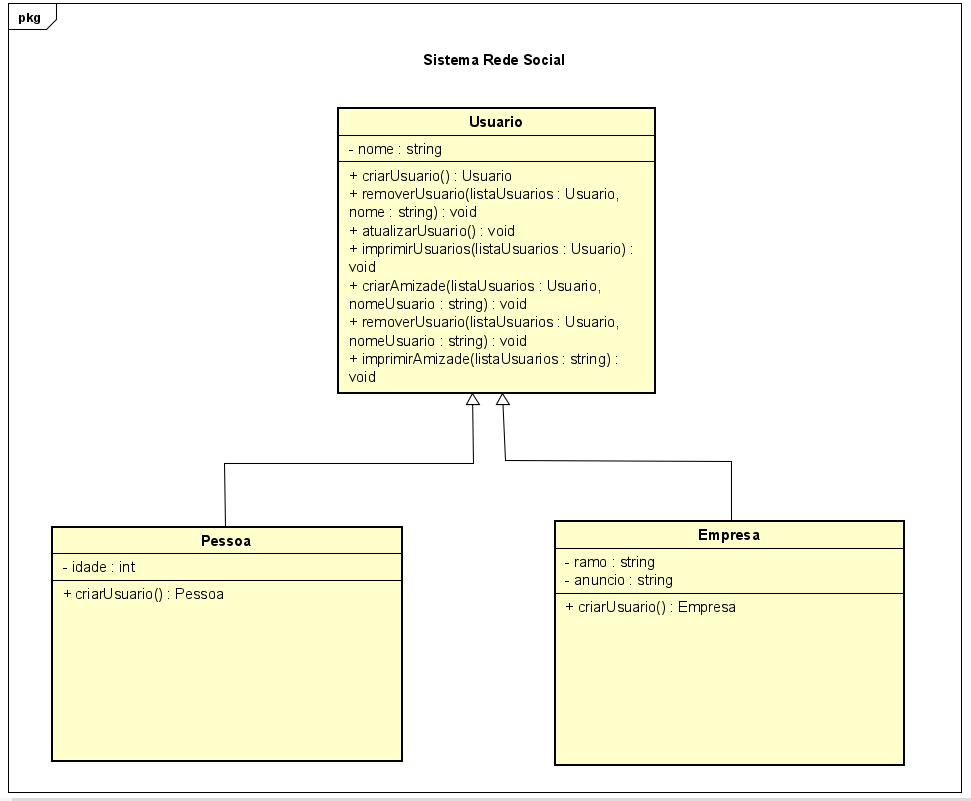 pkg
Sistema Rede Social
Usuario
- nome : string
+ criarUsuario() : Usuario
+ removerUsuario(listaUsuarios : Usuario,
nome : string) : void
+ atualizarUsuario() : void
+ imprimirUsuarios(listaUsuarios : Usuario) :
void
+ criarAmizade(listaUsuarios : Usuario,
nomeUsuario : string) : void
+ removerUsuario(listaUsuarios : Usuario,
nomeUsuario : string) : void
+ imprimirAmizade(listaUsuarios : string) :
void
Pessoa
- idade : int
+ criarUsuario() : Pessoa
Empresa
- ramo : string
- anuncio : string
+ criarUsuario() : Empresa